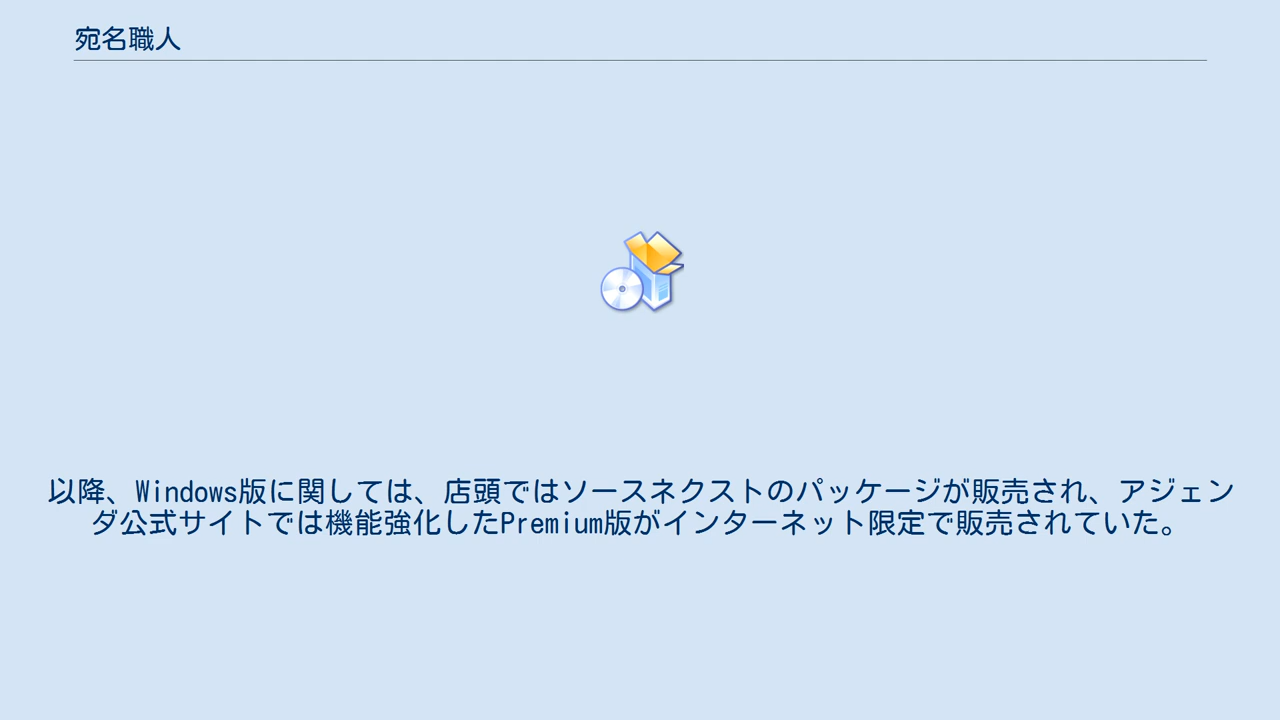 宛名職人
以降、Windows版に関しては、店頭ではソースネクストのパッケージが販売され、アジェン
ダ公式サイトでは機能強化したPremium版がインターネット限定で販売されていた。